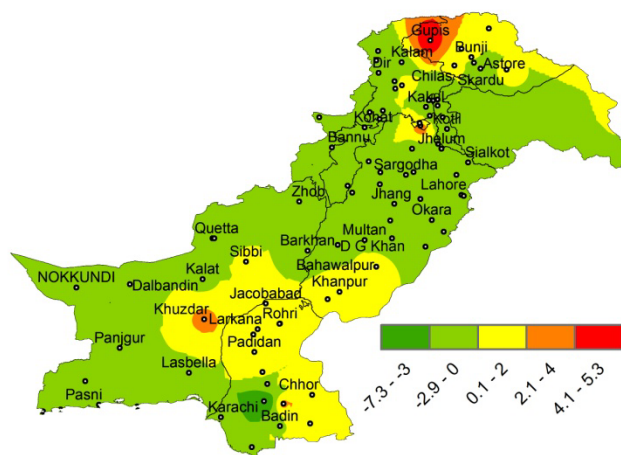 Gupis
Kalam
Bunji
Dir
Astore
Chilas
Skardu
Kakul
Kohat
Kotli
Bannu
Jhelum
Sialkot
Sargodha
Zhob
Jhang
Lahore
Okara
Quetta
Multan
Barkhan
D G Khan
Sibbi
NOKKUNDI
Kalat
Bahawalpur
Dalbandin
Khanpur
Jacobabad
Khuzdar
Larkana
Rohri
Panjgur
Padidan
Lasbella
Chhor
Pasni
Karachi
Badin
-7.3 - -3
-2.9 - 0
0.1 - 2
2.1 - 4
4.1 - 5.3